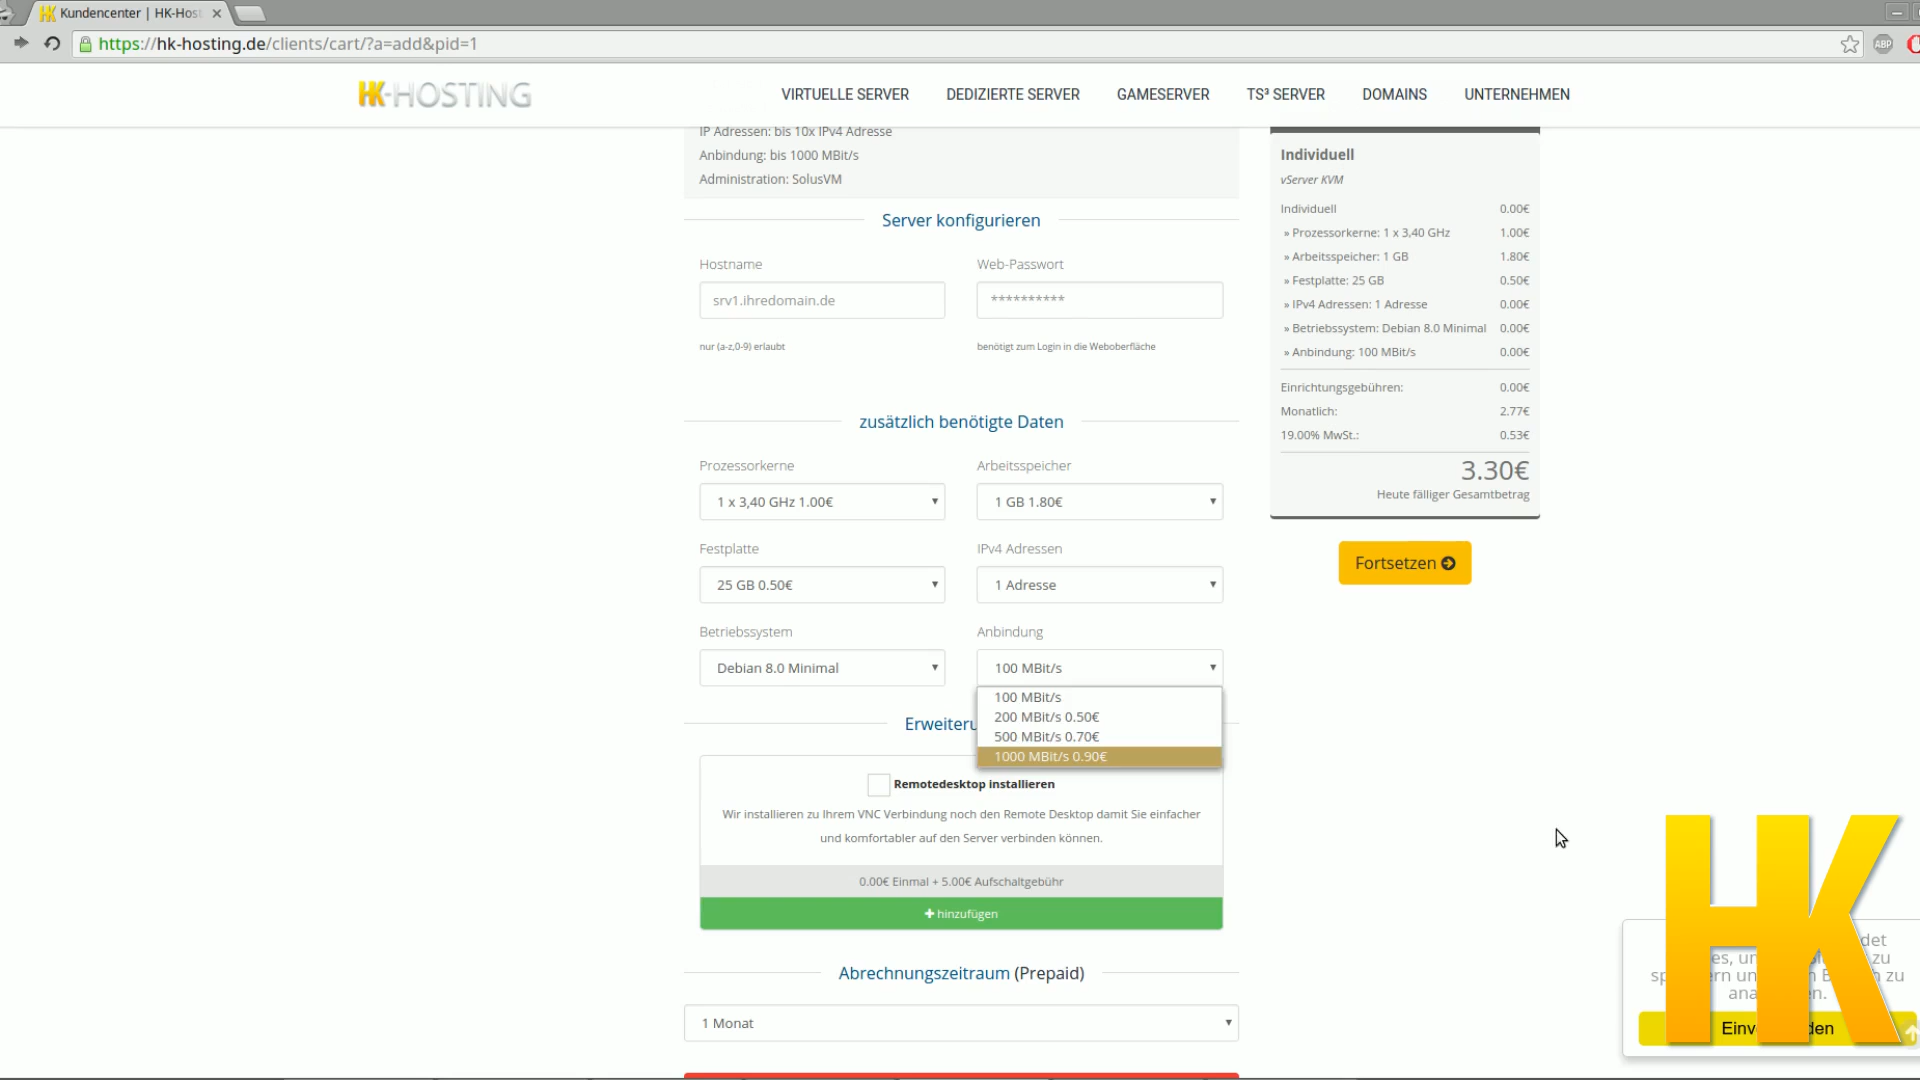 Kundencenter | HK-Hos
https://hk-hosting.de/clients/cart/?a=add&pid=1
ABP
HK-HOSTING
VIRTUELLE SERVER
DEDIZIERTE SERVER
GAMESERVER
TS³ SERVER
DOMAINS
UNTERNEHMEN
IP Adressen: bis 10x IPv4 Adresse
Anbindung: bis 1000 MBit/s
Administration: SolusVM
Server konfigurieren
Hostname
Web-Passwort
srv1.ihredomain.de
**********
nur (a-z,0-9) erlaubt
benötigt zum Login in die Weboberfläche
zusätzlich benötigte Daten
Prozessorkerne
Arbeitsspeicher
1 x 3,40 GHz 1.00€
1 GB 1.80€
Festplatte
IPv4 Adressen
25 GB 0.50€
1 Adresse
Betriebssystem
Anbindung
Debian 8.0 Minimal
100 MBit/s
100 MBit/s
200 MBit/s 0.50€
500 MBit/s 0.70€
1000 MBit/s 0.90€
Erweiteru
Remotedesktop installieren
Wir installieren zu Ihrem VNC Verbindung noch den Remote Desktop damit Sie einfacher
und komfortabler auf den Server verbinden können.
0.00€ Einmal + 5.00€ Aufschaltgebühr
+ hinzufügen
Abrechnungszeitraum (Prepaid)
1 Monat
Individuell
vServer KVM
Individuell 0.00€
» Prozessorkerne: 1 x 3,40 GHz 1.00€
» Arbeitsspeicher: 1 GB 1.80€
» Festplatte: 25 GB 0.50€
» IPv4 Adressen: 1 Adresse 0.00€
» Betriebssystem: Debian 8.0 Minimal 0.00€
» Anbindung: 100 MBit/s 0.00€
Einrichtungsgebühren: 0.00€
Monatlich: 2.77€
19.00% MwSt.: 0.53€
3.30€
Heute fälliger Gesamtbetrag
Fortsetzen
HK